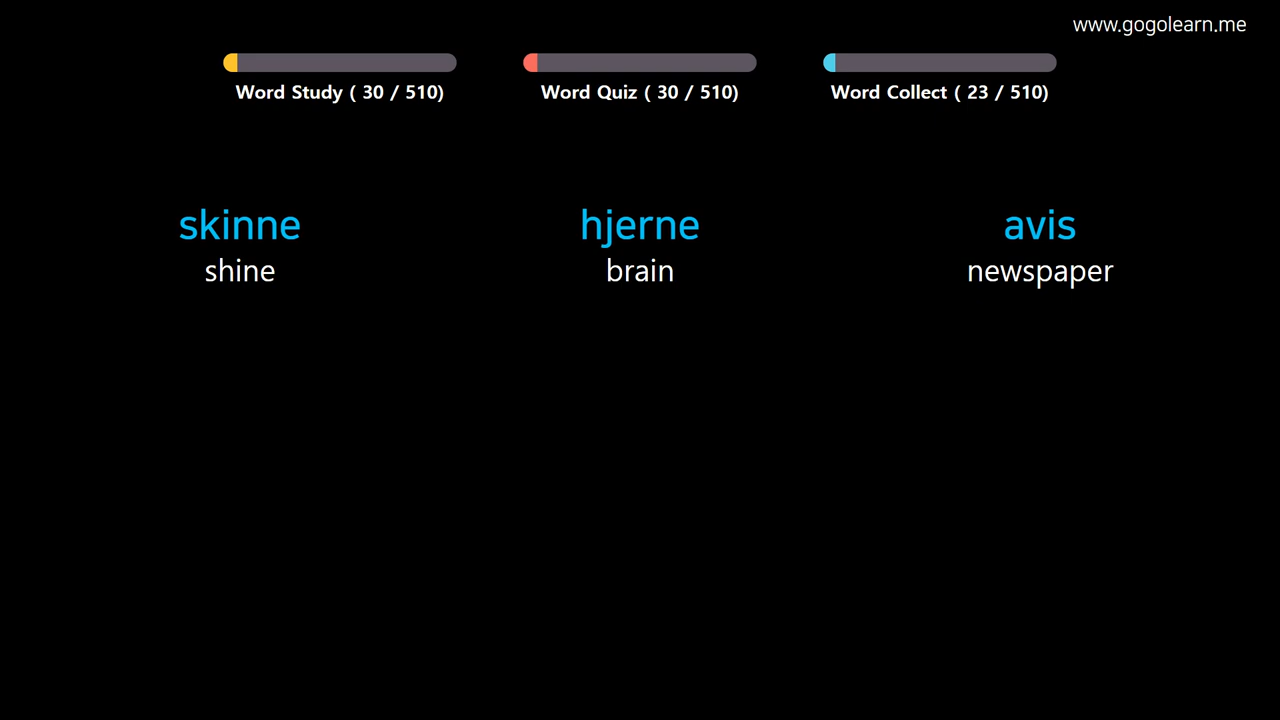 www.gogolearn.me
Word Study ( 30 / 510)
Word Quiz ( 30 / 510)
Word Collect ( 23 / 510)
skinne
shine
hjerne
brain
avis
newspaper